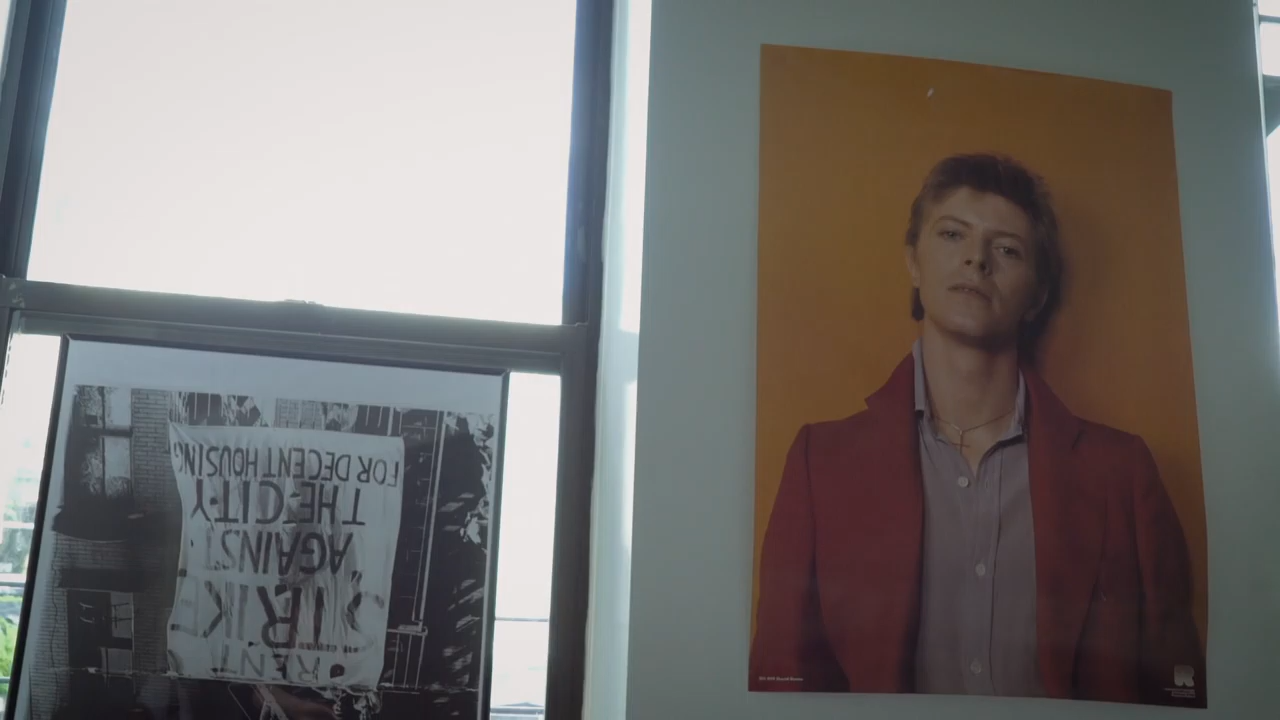 RENT
STRIKE
AGAINST
THE CITY
FOR DECENT HOUSING